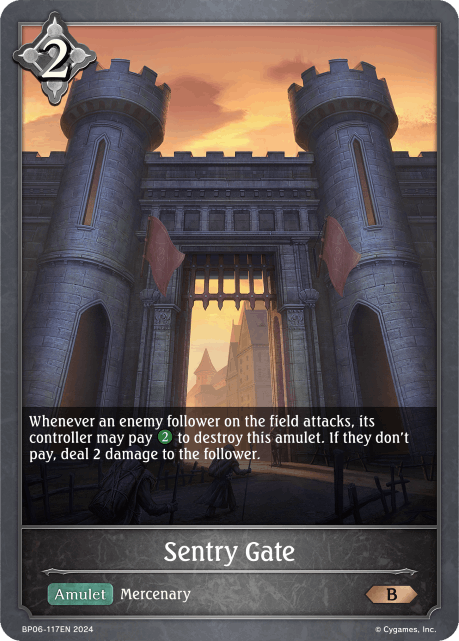 2
Whenever an enemy follower on the field attacks, its
controller may pay 2 to destroy this amulet. If they don't
pay, deal 2 damage to the follower.
Sentry Gate
Amulet Mercenary B
BP06-117EN 2024 © Cygames, Inc.